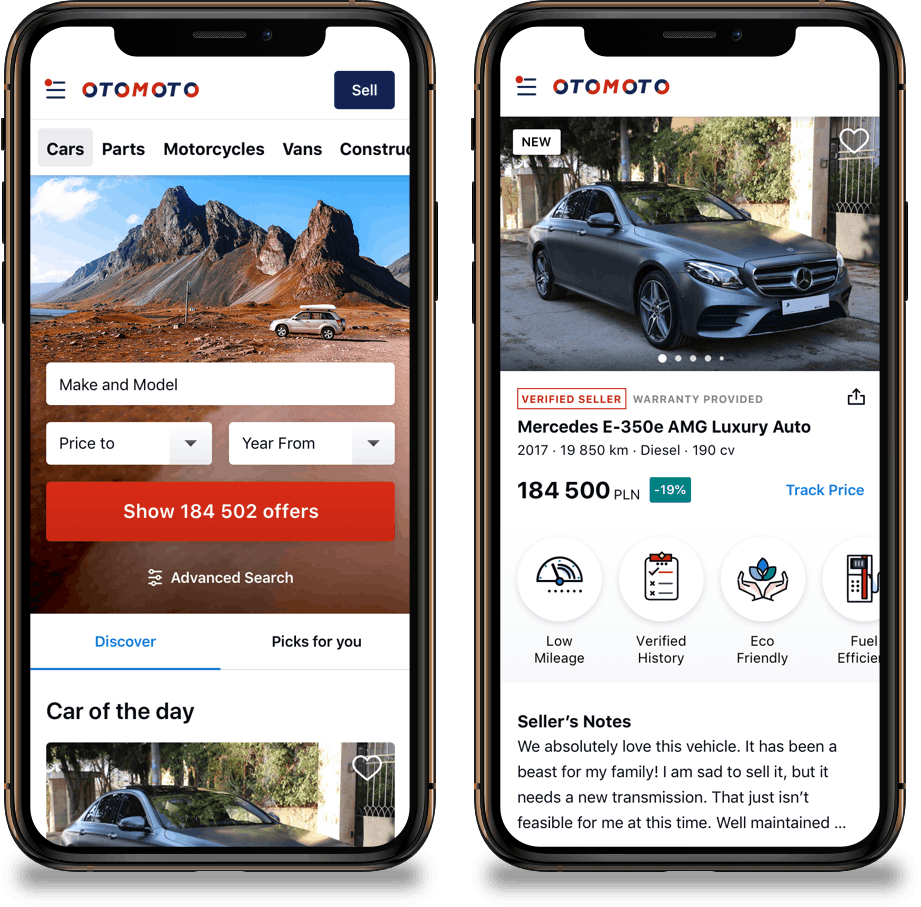 OTOMOTO
Sell
Cars Parts Motorcycles Vans Construc
Make and Model
Price to
Year From
Show 184 502 offers
Advanced Search
Discover
Picks for you
Car of the day
OTOMOTO
NEW
VERIFIED SELLER WARRANTY PROVIDED
Mercedes E-350e AMG Luxury Auto
2017 · 19 850 km · Diesel · 190 cv
184 500 PLN -19% Track Price
Low
Mileage
Verified
History
Eco
Friendly
Fuel
Efficien
Seller’s Notes
We absolutely love this vehicle. It has been a
beast for my family! I am sad to sell it, but it
needs a new transmission. That just isn’t
feasible for me at this time. Well maintained ...